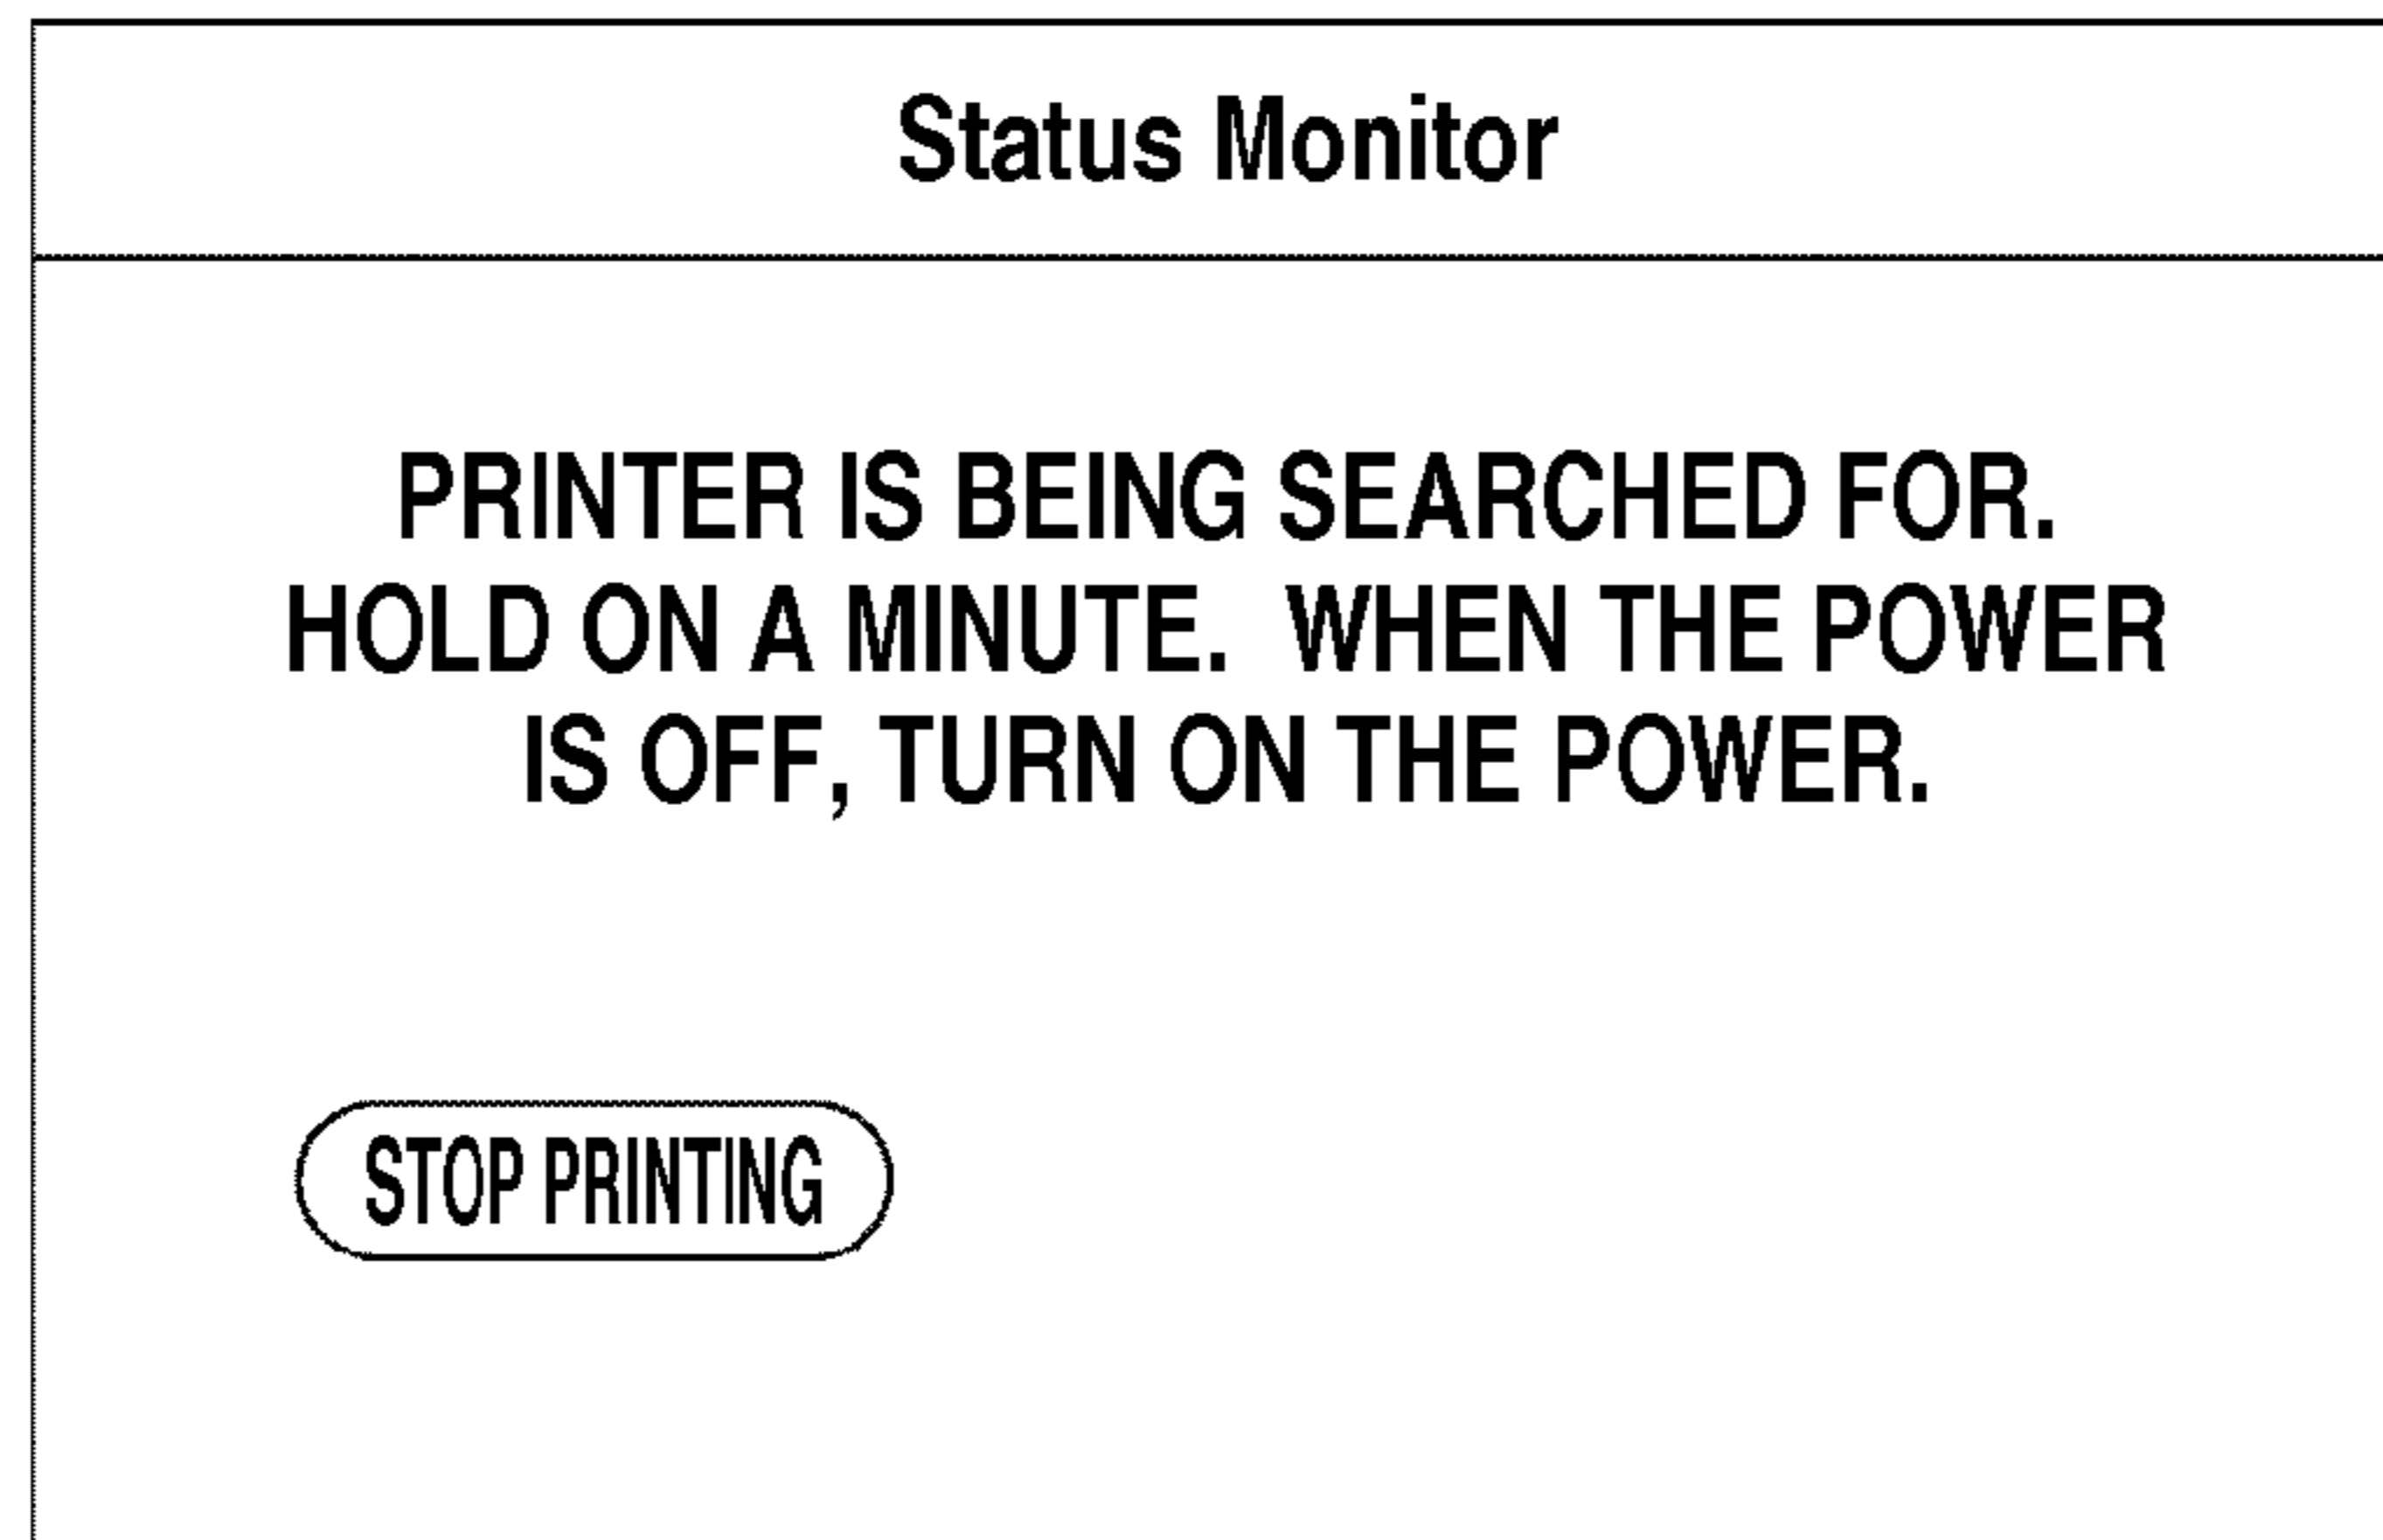 Status Monitor
PRINTER IS BEING SEARCHED FOR.
HOLD ON A MINUTE. WHEN THE POWER
IS OFF, TURN ON THE POWER.
STOP PRINTING